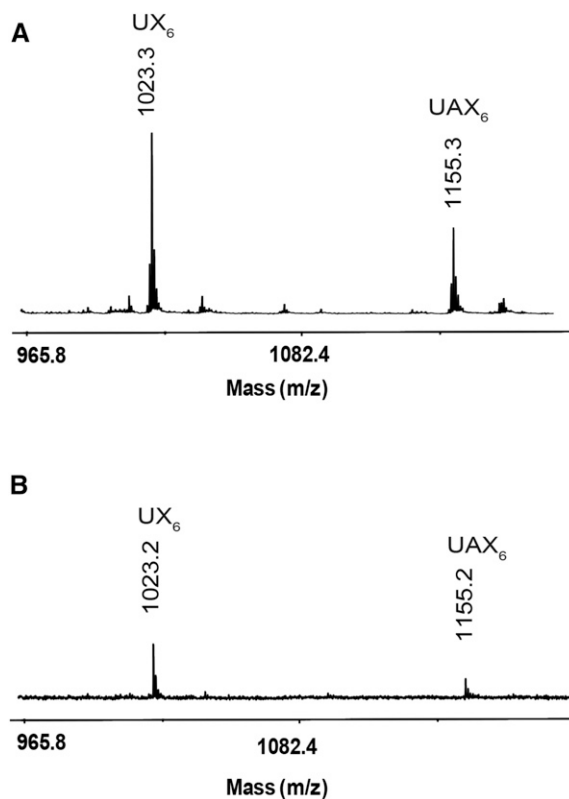 A
UX₆
1023.3
UAX₆
1155.3
965.8
1082.4
Mass (m/z)
B
UX₆
1023.2
UAX₆
1155.2
965.8
1082.4
Mass (m/z)